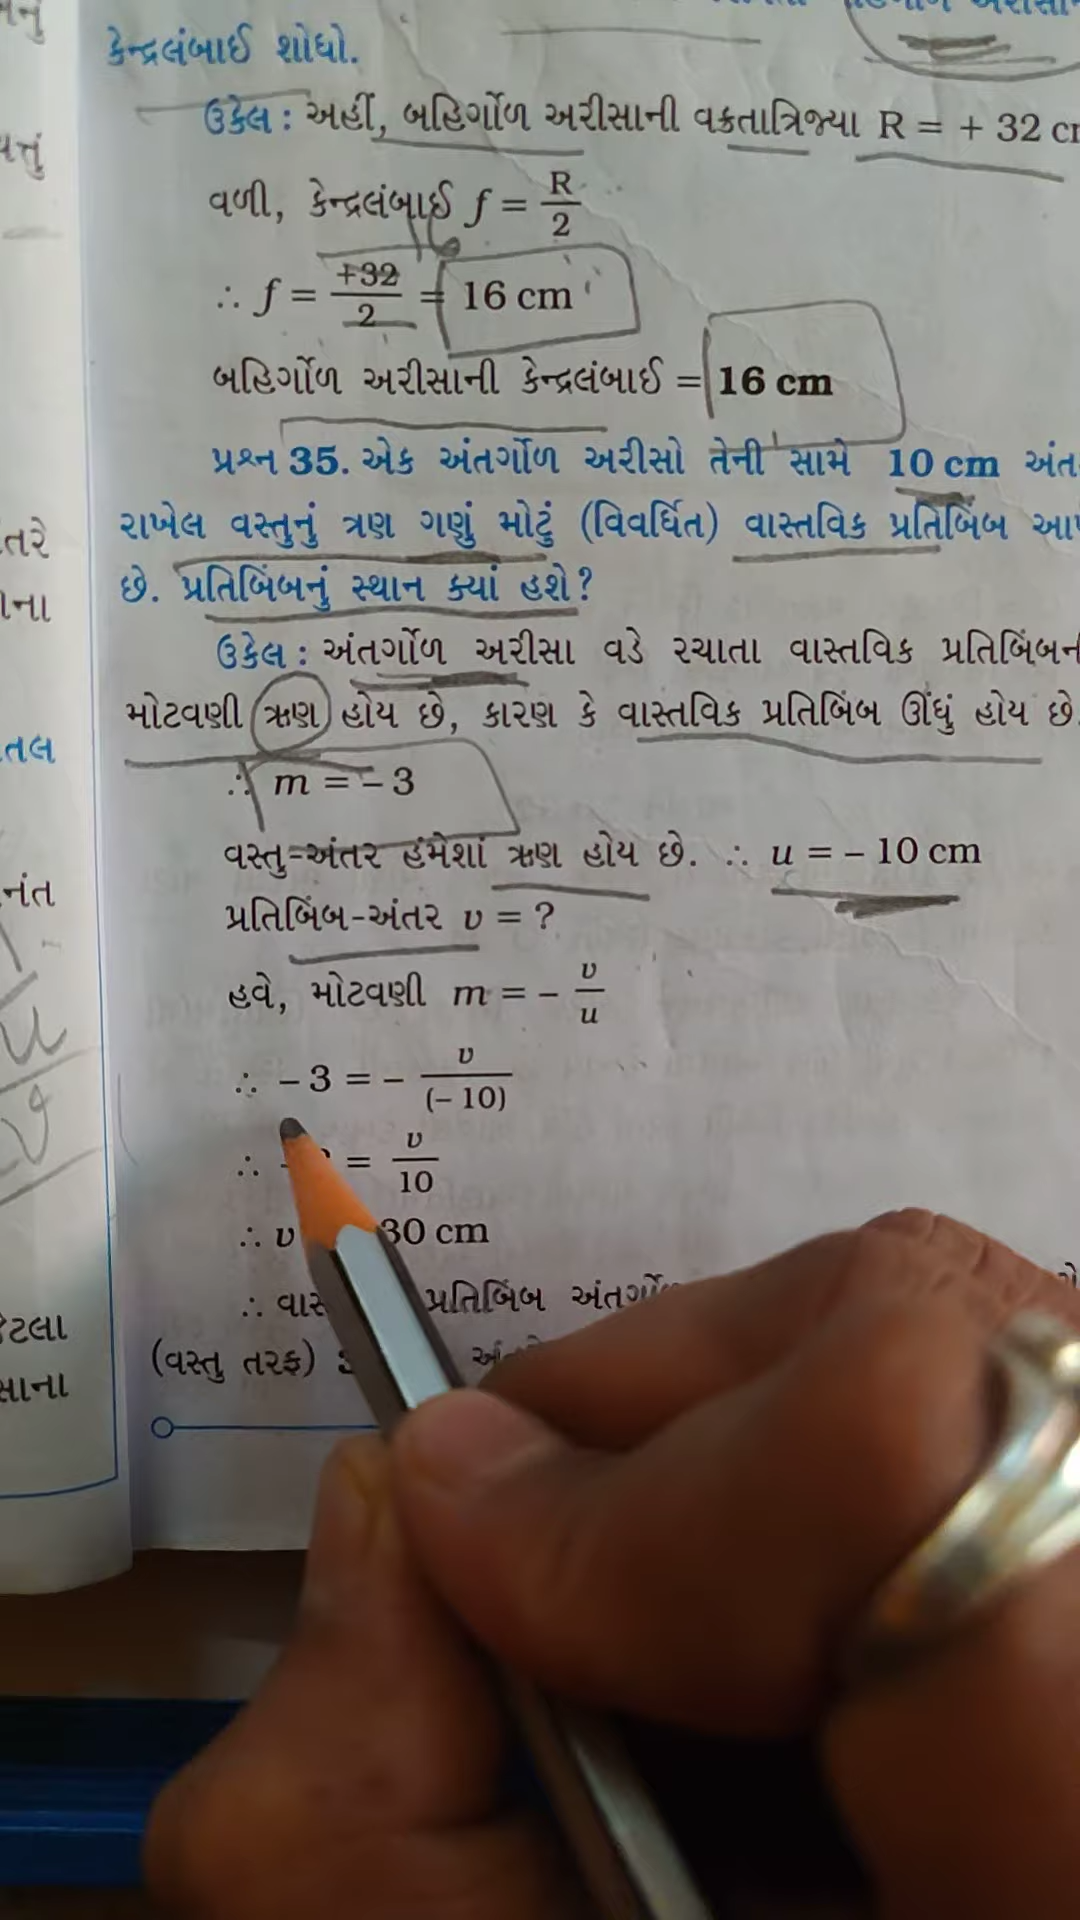 કેન્દ્રલંબાઈ શોધો.
ઉકેલ : અહીં, બહિર્ગોળ અરીસાની વક્રતાત્રિજ્યા R = + 32
વળી, કેન્દ્રલંબાઈ f = R/2
16
∴ f = +32/2 = 16 cm
બહિર્ગોળ અરીસાની કેન્દ્રલંબાઈ = 16 cm
પ્રશ્ન 35. એક અંતર્ગોળ અરીસો તેની સામે 10 cm
રાખેલ વસ્તુનું ત્રણ ગણું મોટું (વિવર્ધિત) વાસ્તવિક પ્રતિબિંબ
છે. પ્રતિબિંબનું સ્થાન ક્યાં હશે?
ઉકેલ : અંતર્ગોળ અરીસા વડે રચાતા વાસ્તવિક
મોટવણી ઋણ હોય છે, કારણ કે વાસ્તવિક પ્રતિબિંબ ઊંધું હોય છે.
∴ m = – 3
વસ્તુ-અંતર હંમેશાં ઋણ હોય છે. ∴ u = – 10 cm
પ્રતિબિંબ-અંતર v = ?
હવે, મોટવણી m = – v/u
∴ – 3 = – v/(– 10)
∴ = v/10
∴ v 30 cm
∴ પ્રતિબિંબ
(વસ્તુ તરફ)